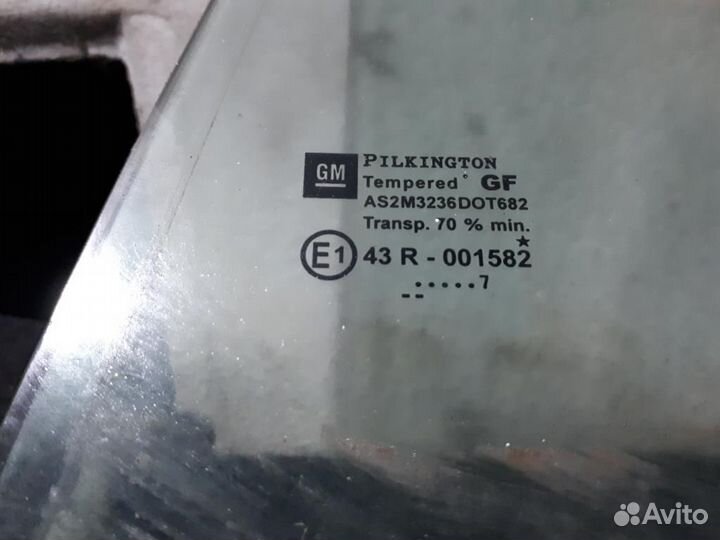 GM
PILKINGTON
Tempered° GF
AS2M3236DOT682
Transp. 70 % min.
E1 43 R - 001582
★
.....7
--
Avito